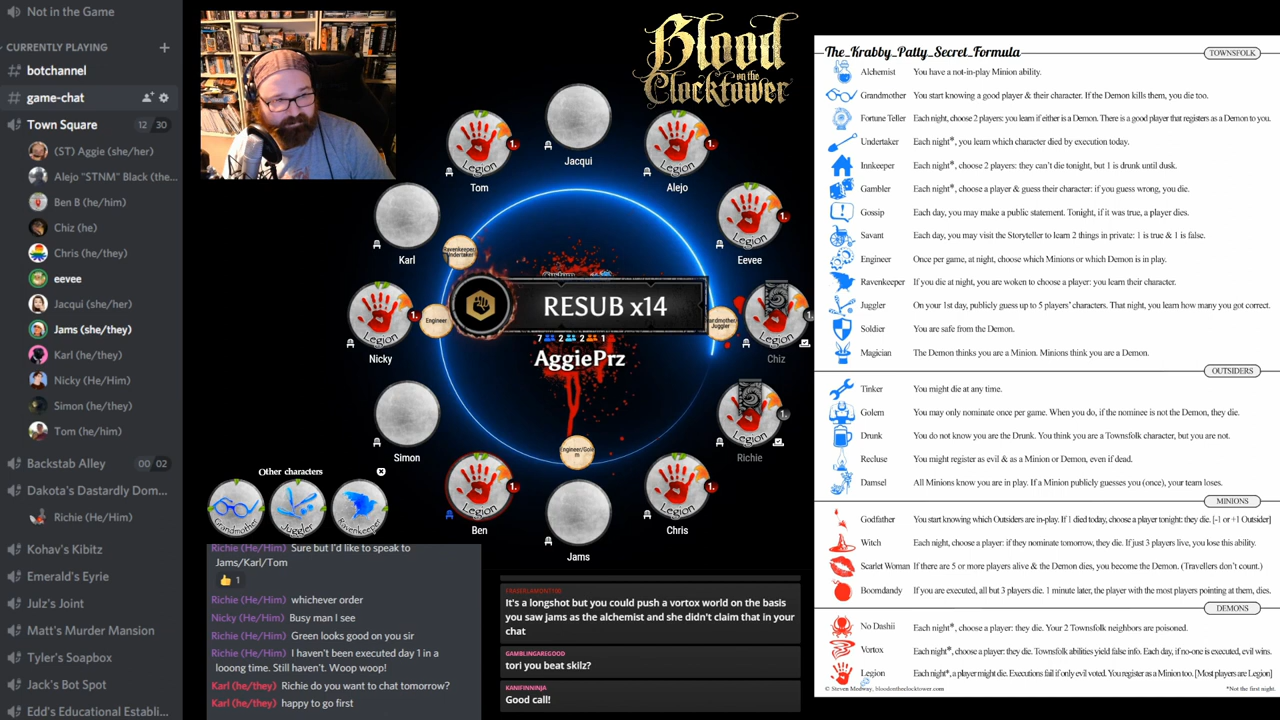 Not in the Game
CURRENTLY PLAYING
botchannel
game-chat
Town Square 12 / 30
(ST) Aggie (she/her)
Alejo "STNM" Black (the...
Ben B (he/him)
Chiz (he)
Chris (he/him)
eevee
Jacqui (she/her)
Jams (she/they)
Karl (he/they)
Nicky (He/Him)
Simon (he/they)
Tom (he/him)
Backstab Alley 00 / 02
Dakota's Dastardly Dom...
Richie (He/Him)
Kohav's Kibitz
Emerald's Eyrie
Julz's Joint
Matt's Murder Mansion
Tyler's Soapbox
Jack's Jackspot
Blood on the Clocktower
Jacqui
Legion
1.
Tom
Legion
1.
Alejo
Karl
Legion
1.
Eevee
Ravenkeeper/
Undertaker
Legion
1.
Nicky
Engineer
RESUB x14
AggiePrz
7 2 2 1
Legion
Chiz
Simon
Legion
1.
Richie
Engineer/Gole
m
Legion
1.
Ben
Jams
Legion
1.
Chris
Other characters
Grandmother
Juggler
Ravenkeeper
Richie (He/Him) Sure but I'd like to speak to
Jams/Karl/Tom
1
Richie (He/Him) whichever order
Nicky (He/Him) Busy man I see
Richie (He/Him) Green looks good on you sir
Richie (He/Him) I haven't been executed day 1 in a
looong time. Still haven't. Woop woop!
Karl (he/they) Richie do you want to chat tomorrow?
Karl (he/they) happy to go first
It's a longshot but you could push a vortox world on the basis
you saw jams as the alchemist and she didn't claim that in your
chat
GAMBLINGAREGOOD
tori you beat skilz?
KANIFINNINJA
Good call!
The_Krabby_Patty_Secret_Formula
TOWNSFOLK
Alchemist You have a not-in-play Minion ability.
Grandmother You start knowing a good player & their character. If the Demon kills them, you die too.
Fortune Teller Each night, choose 2 players: you learn if either is a Demon. There is a good player that registers as a Demon to you.
Undertaker Each night*, you learn which character died by execution today.
Innkeeper Each night*, choose 2 players: they can't die tonight, but 1 is drunk until dusk.
Gambler Each night*, choose a player & guess their character: if you guess wrong, you die.
Gossip Each day, you may make a public statement. Tonight, if it was true, a player dies.
Savant Each day, you may visit the Storyteller to learn 2 things in private: 1 is true & 1 is false.
Engineer Once per game, at night, choose which Minions or which Demon is in play.
Ravenkeeper If you die at night, you are woken to choose a player: you learn their character.
Juggler On your 1st day, publicly guess up to 5 players' characters. That night, you learn how many you got correct.
Soldier You are safe from the Demon.
Magician The Demon thinks you are a Minion. Minions think you are a Demon.
OUTSIDERS
Tinker You might die at any time.
Golem You may only nominate once per game. When you do, if the nominee is not the Demon, they die.
Drunk You do not know you are the Drunk. You think you are a Townsfolk character, but you are not.
Recluse You might register as evil & as a Minion or Demon, even if dead.
Damsel All Minions know you are in play. If a Minion publicly guesses you (once), your team loses.
MINIONS
Godfather You start knowing which Outsiders are in-play. If 1 died today, choose a player tonight: they die. [-1 or +1 Outsider]
Witch Each night, choose a player: if they nominate tomorrow, they die. If just 3 players live, you lose this ability.
Scarlet Woman If there are 5 or more players alive & the Demon dies, you become the Demon. (Travellers don't count.)
Boomdandy If you are executed, all but 3 players die. 1 minute later, the player with the most players pointing at them, dies.
DEMONS
No Dashii Each night*, choose a player: they die. Your 2 Townsfolk neighbors are poisoned.
Vortox Each night*, choose a player: they die. Townsfolk abilities yield false info. Each day, if no-one is executed, evil wins.
Legion Each night*, a player might die. Executions fail if only evil voted. You register as a Minion too. [Most players are Legion]
© Steven Medway, bloodontheclocktower.com
*Not the first night.